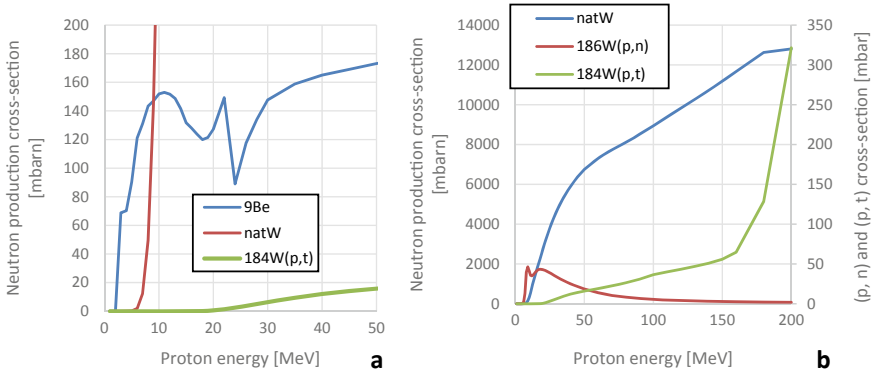 Neutron production cross-section
[mbarn]
200
180
160
140
120
100
80
60
40
20
0
9Be
natW
184W(p,t)
0
10
20
30
40
50
Proton energy [MeV]
a
Neutron production cross-section
[mbarn]
14000
12000
10000
8000
6000
4000
2000
0
natW
186W(p,n)
184W(p,t)
350
300
250
200
150
100
50
0
(p, n) and (p, t) cross-section [mbar]
0
50
100
150
200
Proton energy [MeV]
b